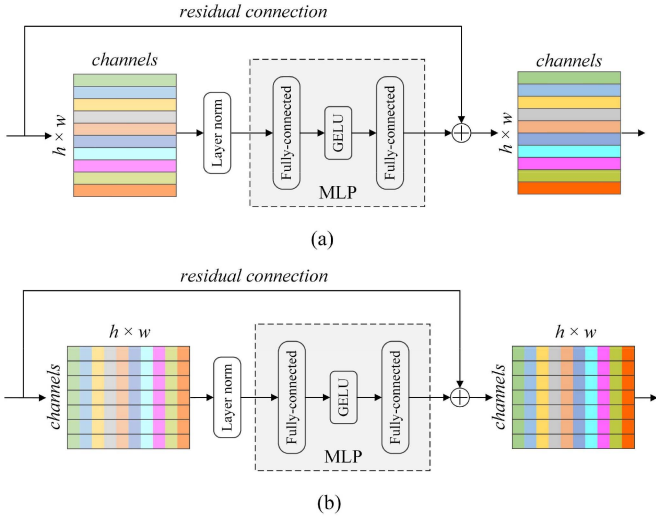 residual connection
channels
h × w
Layer norm
Fully-connected
GELU
Fully-connected
MLP
channels
h × w
(a)
residual connection
h × w
channels
Layer norm
Fully-connected
GELU
Fully-connected
MLP
h × w
channels
(b)